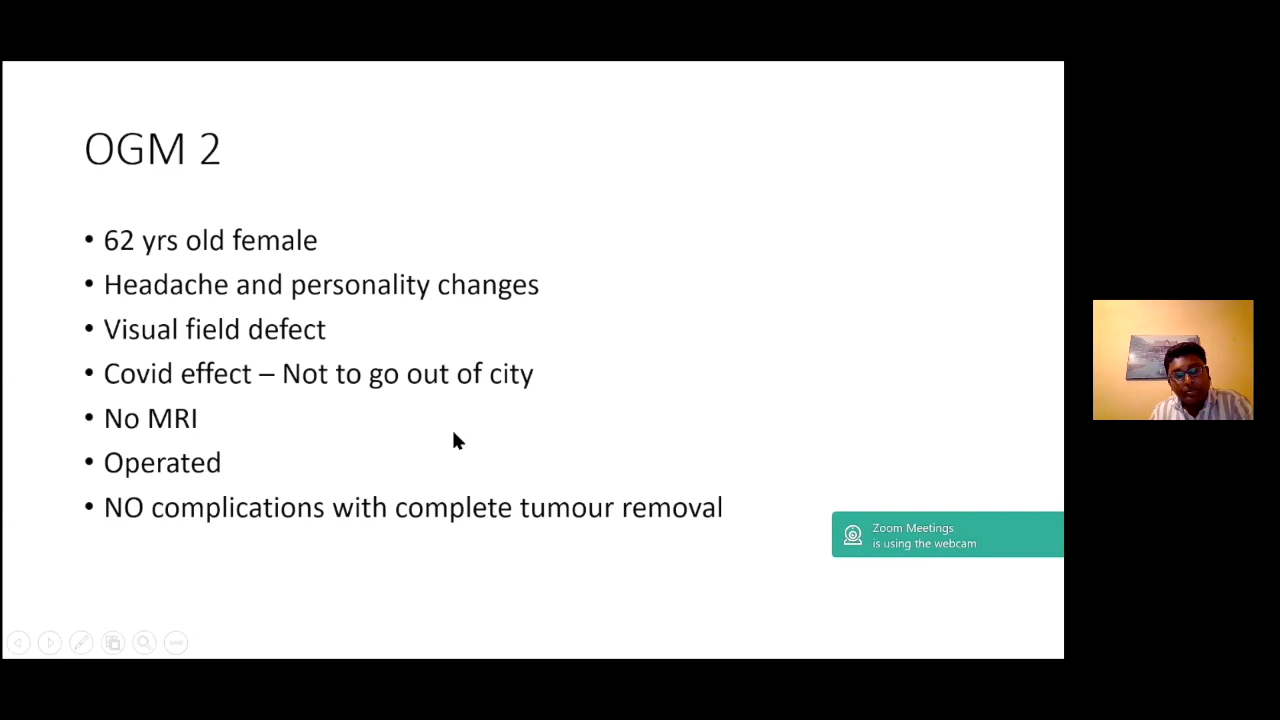 OGM 2
• 62 yrs old female
• Headache and personality changes
• Visual field defect
• Covid effect – Not to go out of city
• No MRI
• Operated
• NO complications with complete tumour removal
Zoom Meetings
is using the webcam